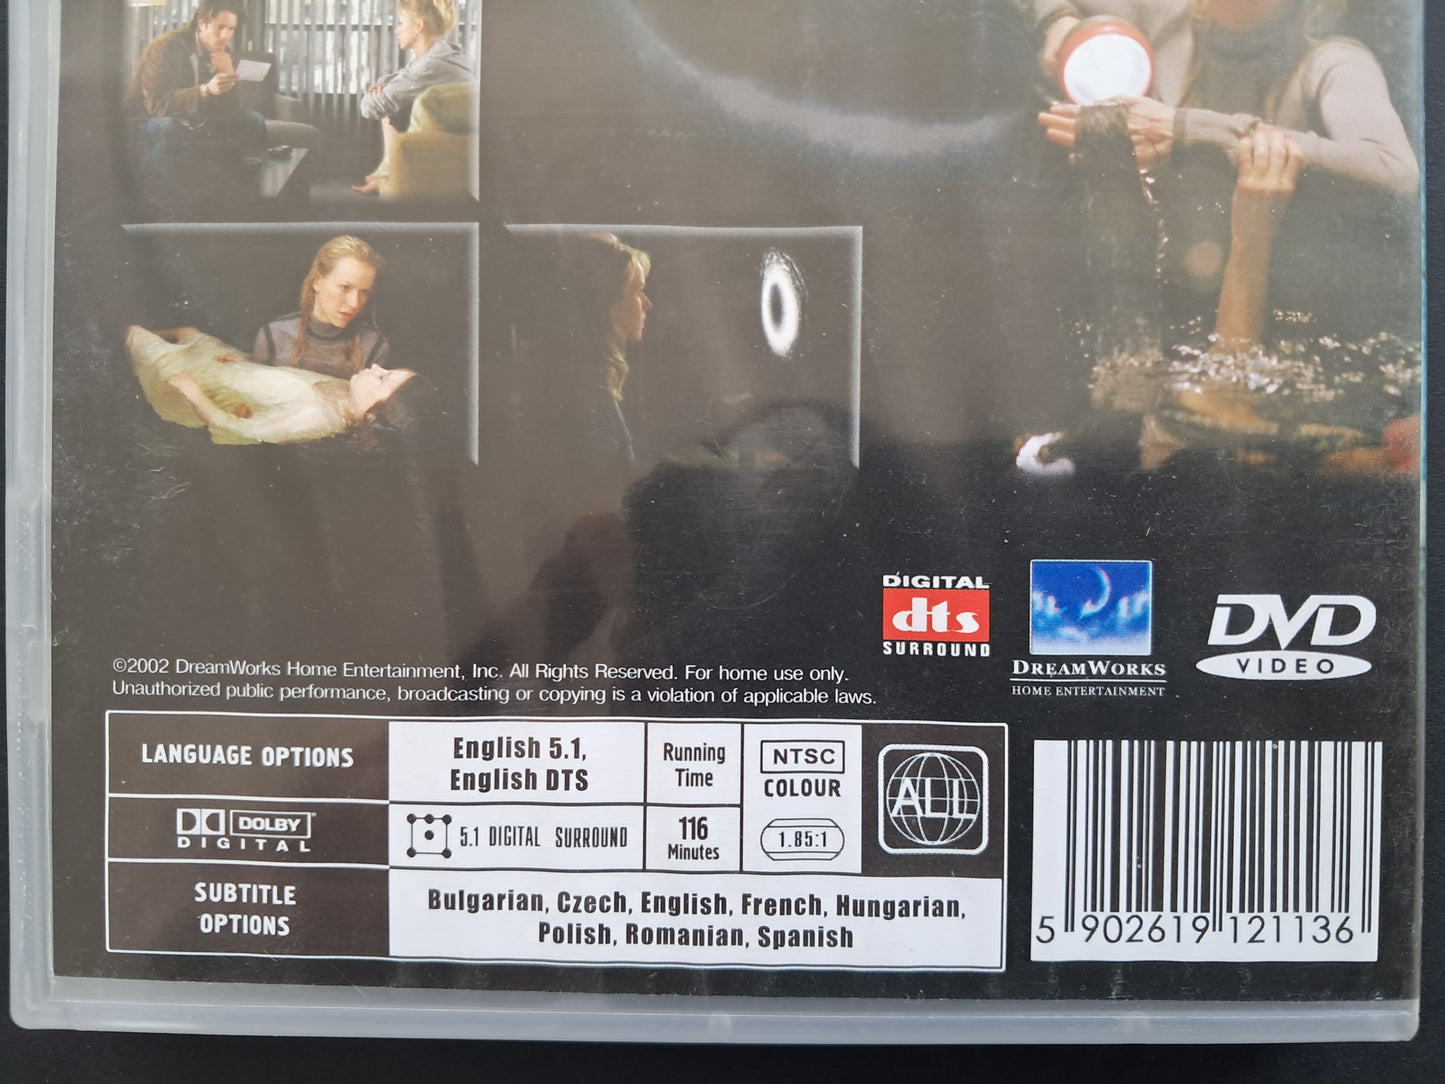 DIGITAL
dts
SURROUND
DREAMWORKS
HOME ENTERTAINMENT
DVD
VIDEO
©2002 DreamWorks Home Entertainment, Inc. All Rights Reserved. For home use only.
Unauthorized public performance, broadcasting or copying is a violation of applicable laws.
LANGUAGE OPTIONS
English 5.1,
English DTS
Running
Time
NTSC
COLOUR
ALL
DOLBY
DIGITAL
5.1 DIGITAL SURROUND
116
Minutes
1.85:1
SUBTITLE
OPTIONS
Bulgarian, Czech, English, French, Hungarian,
Polish, Romanian, Spanish
5 902619 121136